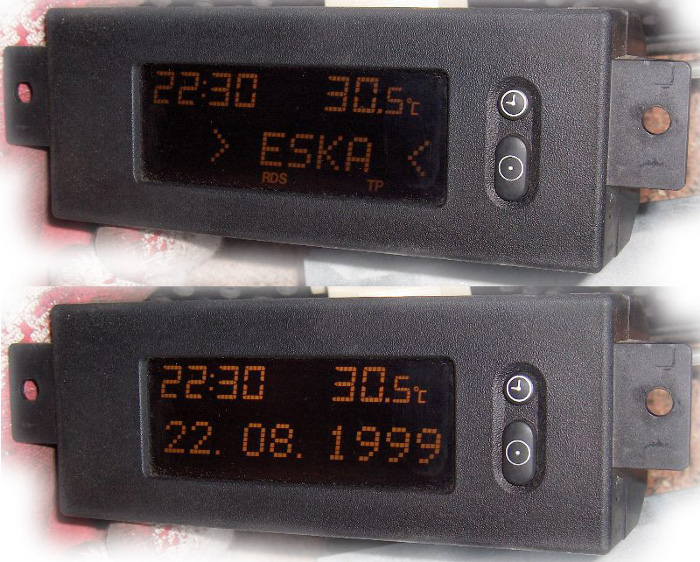 22:30 30.5°C
> ESKA <
RDS TP
22:30 30.5°C
22. 08. 1999